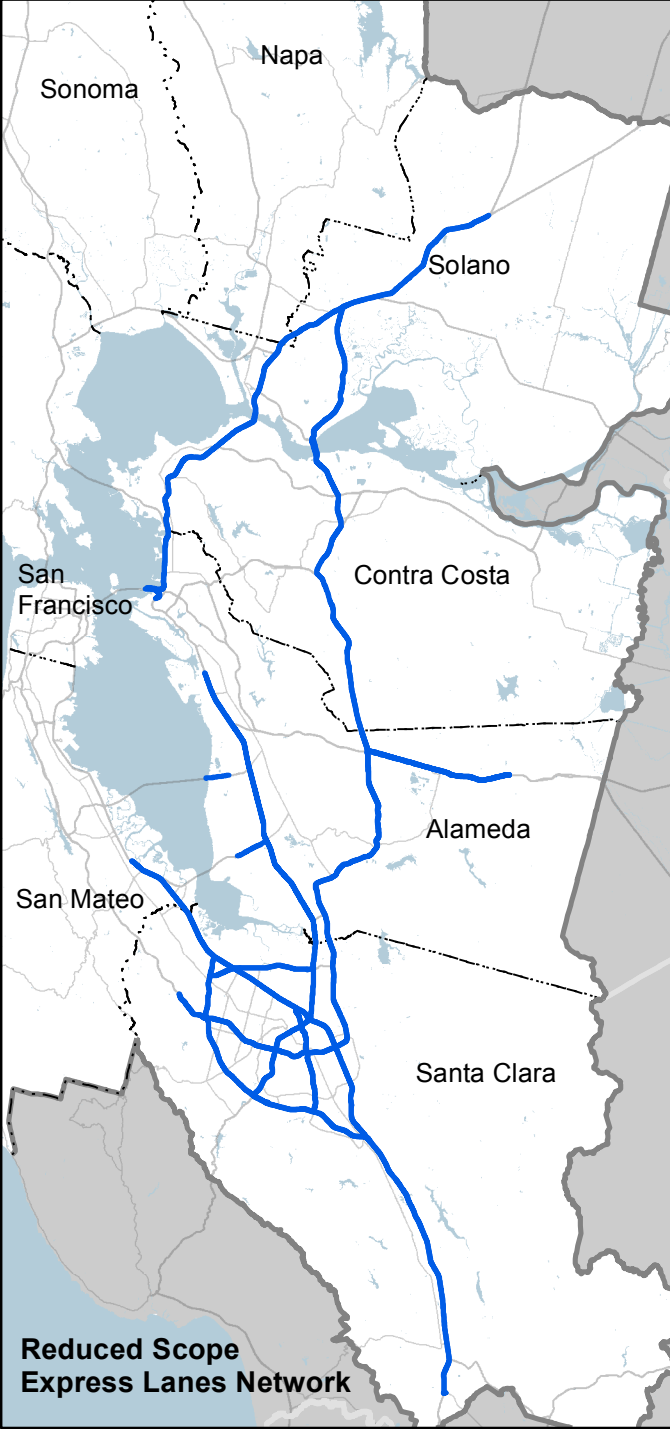 Napa
Sonoma
Solano
San
Francisco
Contra Costa
Alameda
San Mateo
Santa Clara
Reduced Scope
Express Lanes Network